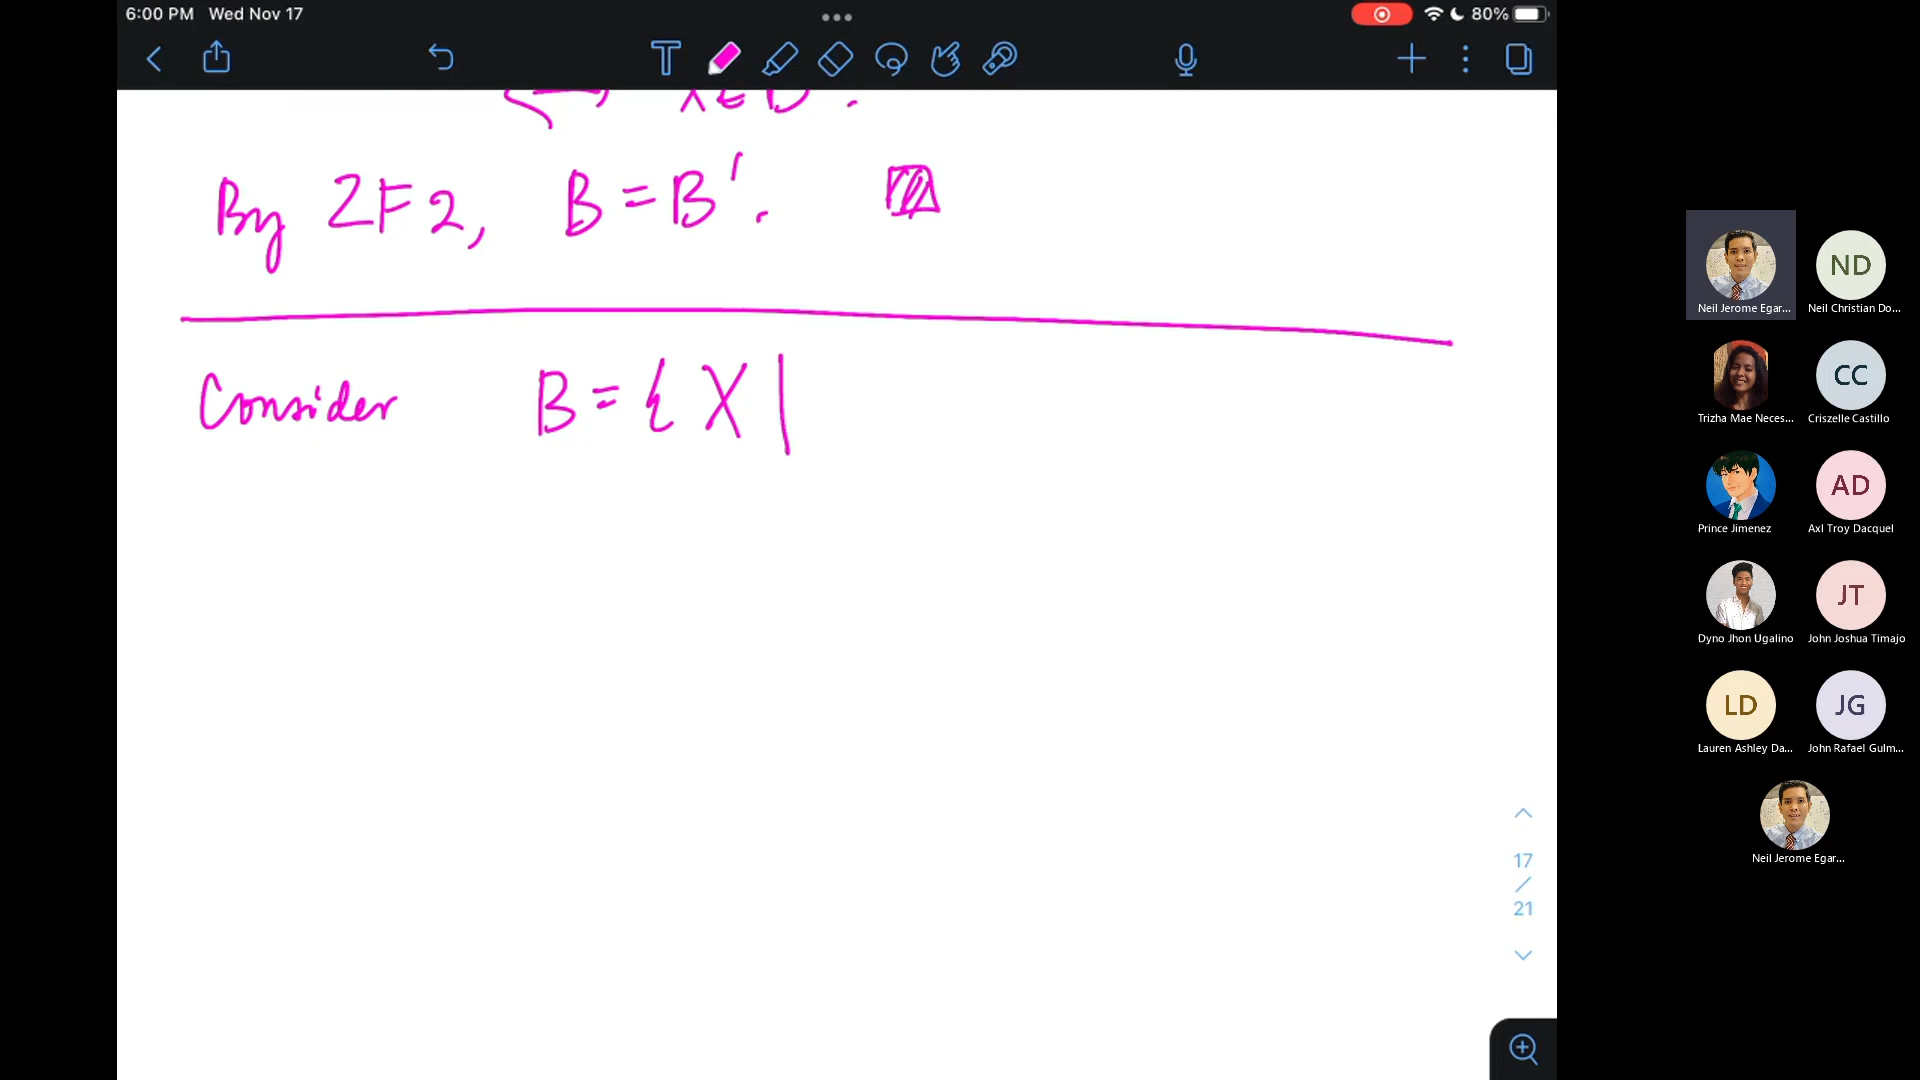 6:00 PM Wed Nov 17
80%
T
x ∈ B .
By ZF2, B = B′.
Consider B = { X |
17
/
21
Neil Jerome Egar...
Neil Christian Do...
ND
Trizha Mae Neces...
CC
Criszelle Castillo
Prince Jimenez
AD
Axl Troy Dacquel
Dyno Jhon Ugalino
JT
John Joshua Timajo
LD
Lauren Ashley Da...
JG
John Rafael Gulm...
Neil Jerome Egar...